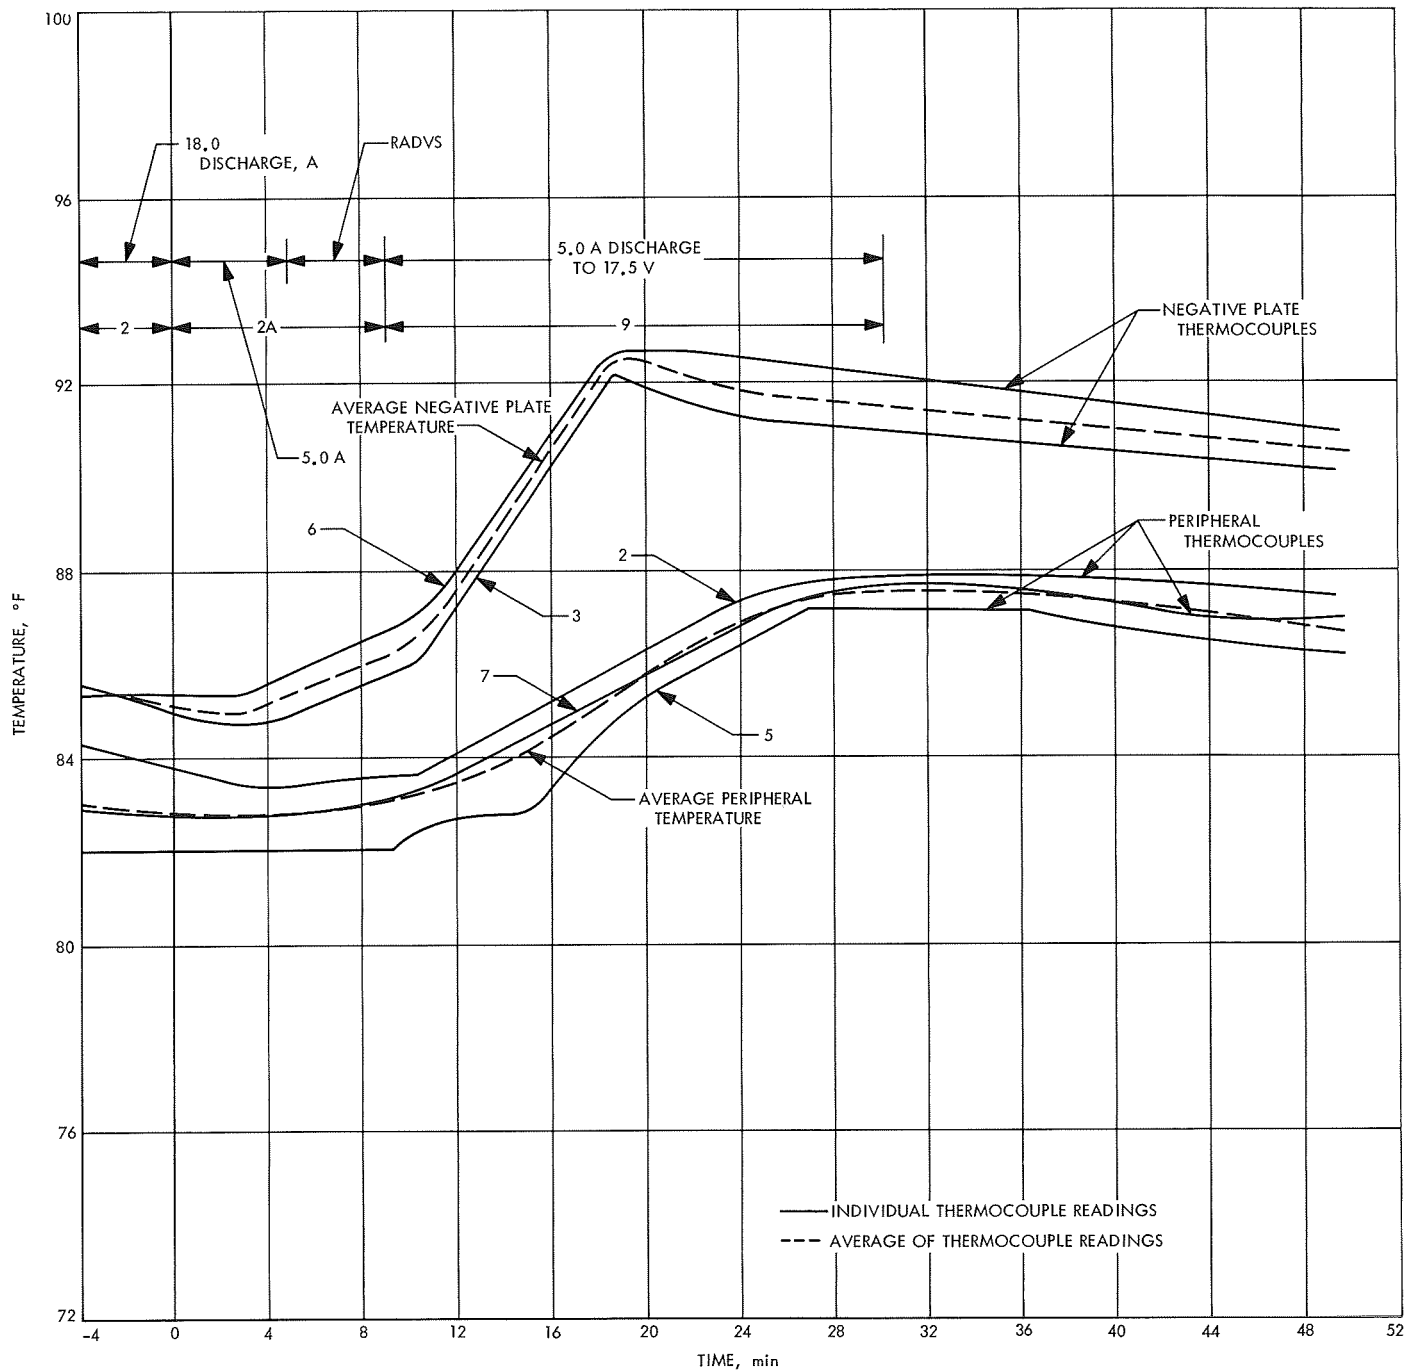 100
96
92
88
84
80
76
72
TEMPERATURE, °F
18.0
DISCHARGE, A
RADVS
5.0 A DISCHARGE
TO 17.5 V
2
2A
9
5.0 A
NEGATIVE PLATE
THERMOCOUPLES
AVERAGE NEGATIVE PLATE
TEMPERATURE
6
3
2
PERIPHERAL
THERMOCOUPLES
7
5
AVERAGE PERIPHERAL
TEMPERATURE
INDIVIDUAL THERMOCOUPLE READINGS
AVERAGE OF THERMOCOUPLE READINGS
-4 0 4 8 12 16 20 24 28 32 36 40 44 48 52
TIME, min